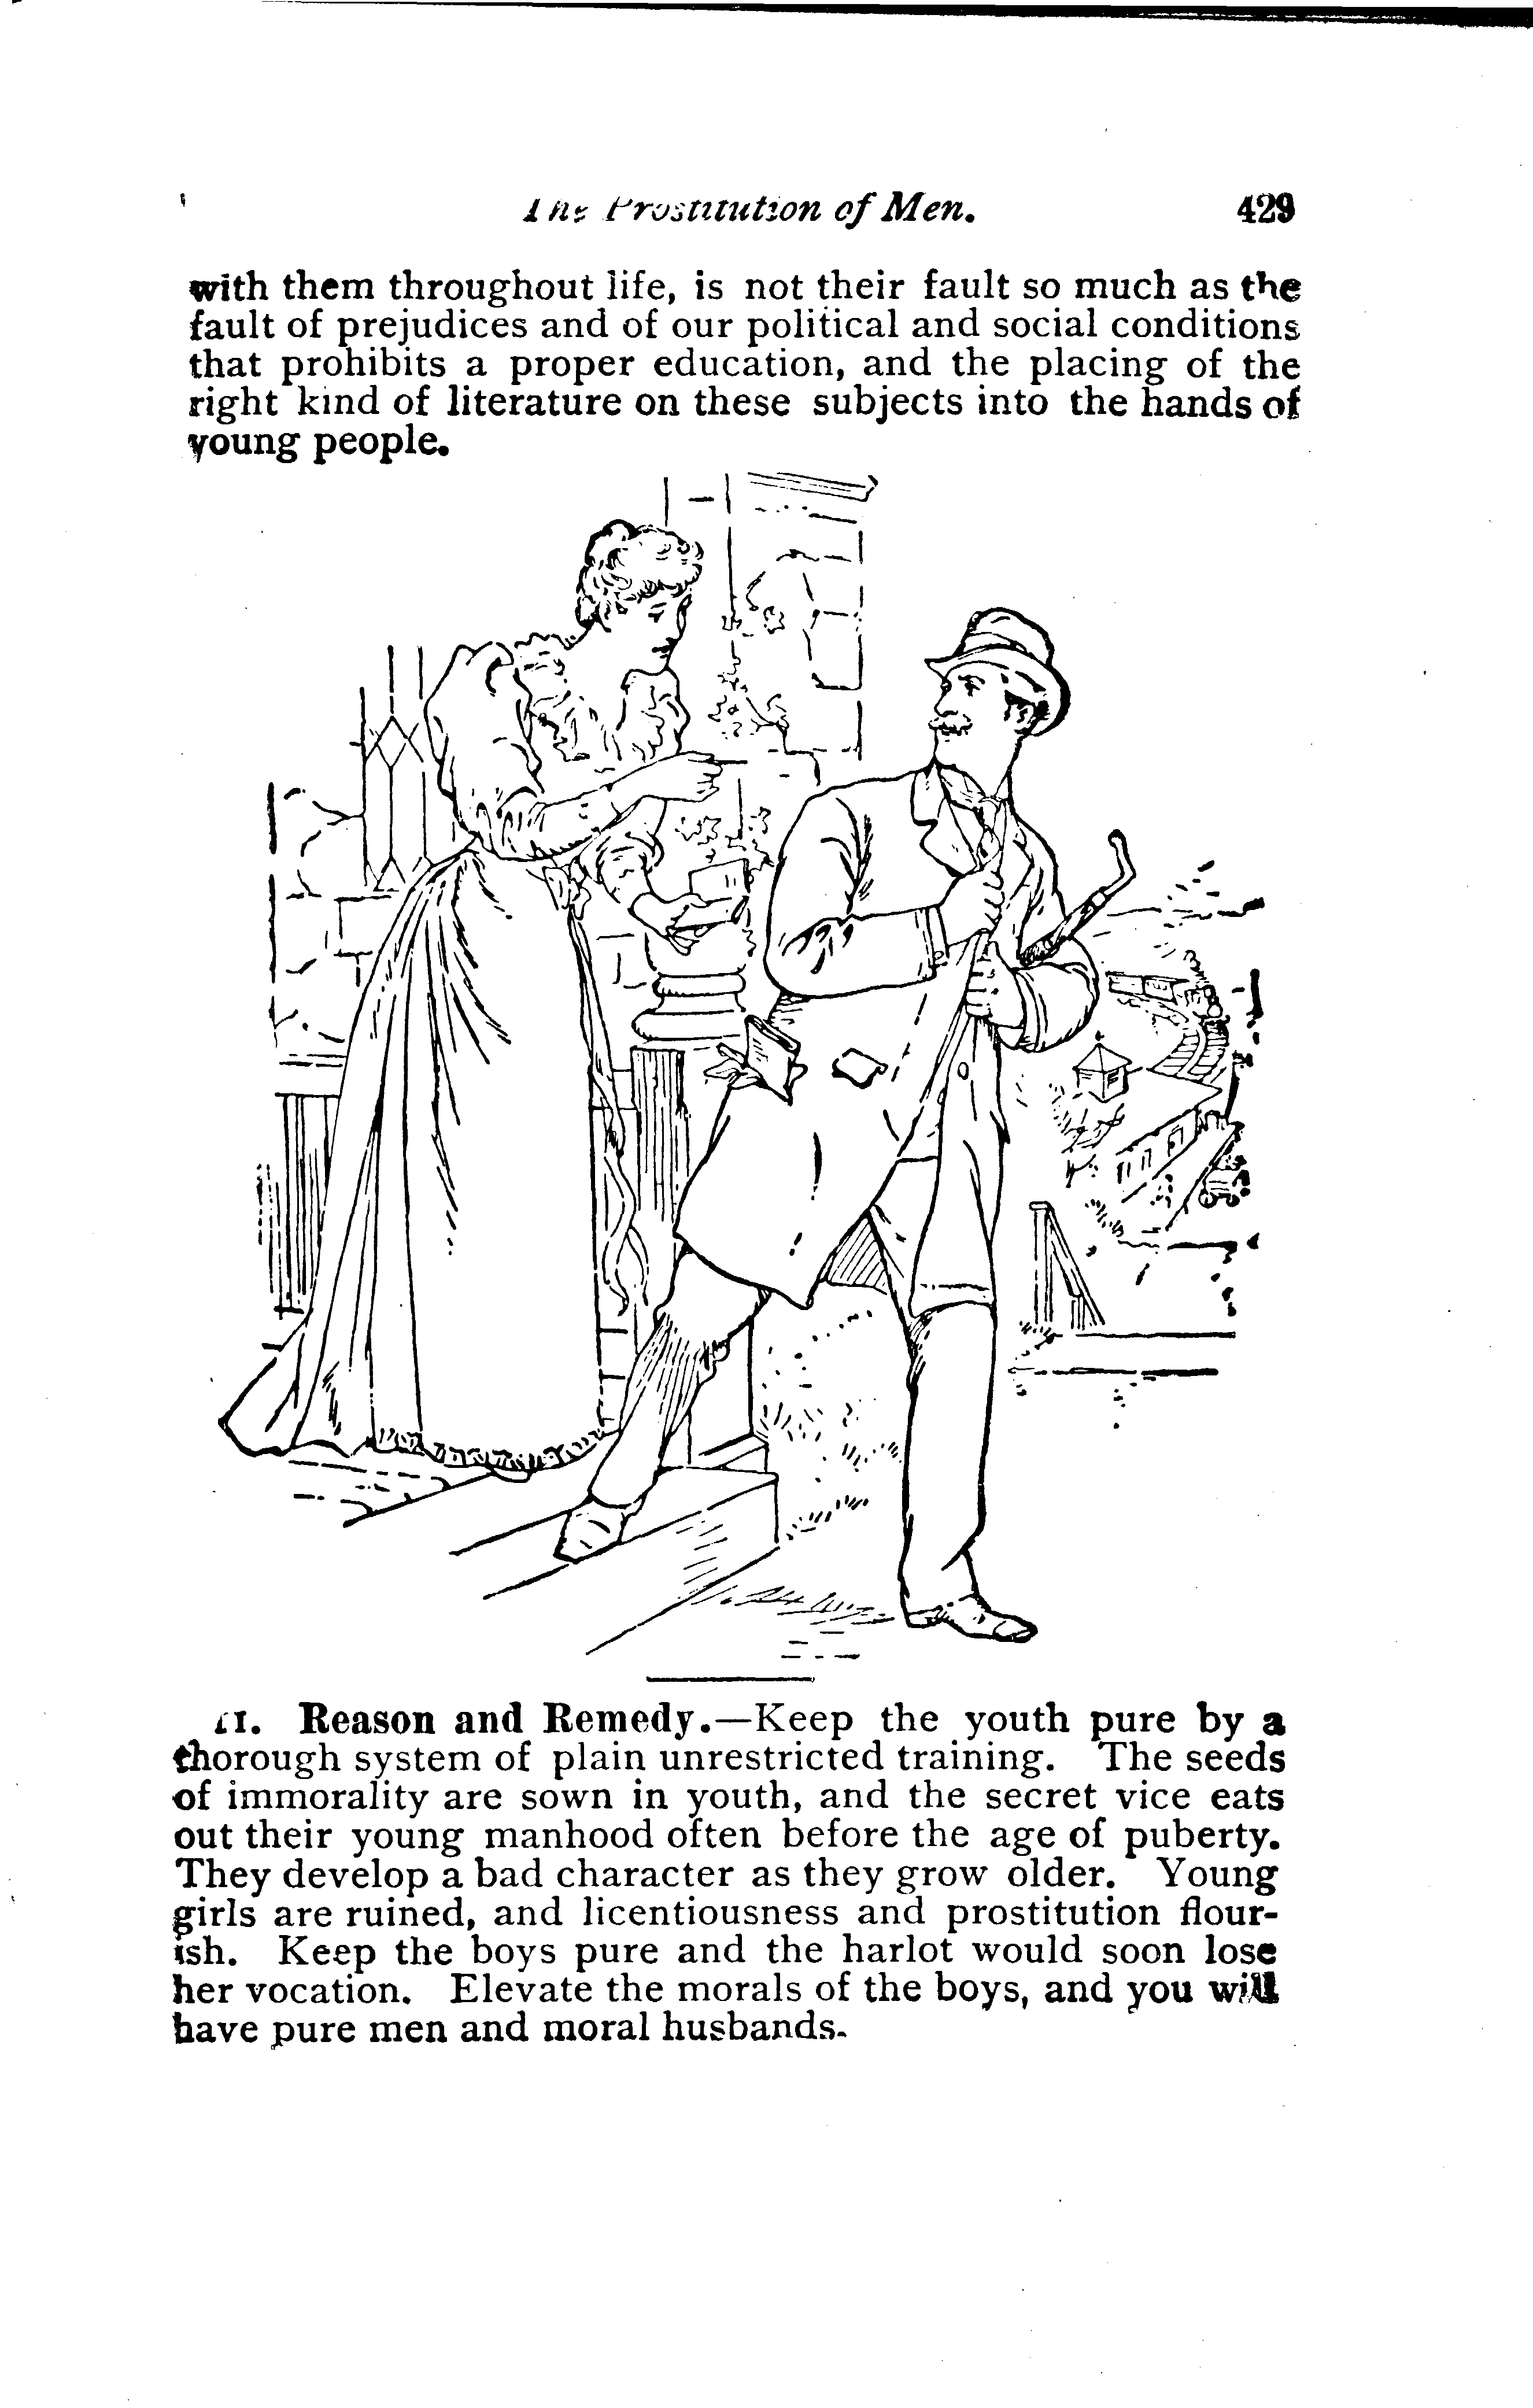 The Prostitution of Men. 429
with them throughout life, is not their fault so much as the
fault of prejudices and of our political and social conditions
that prohibits a proper education, and the placing of the
right kind of literature on these subjects into the hands of
young people.
11. Reason and Remedy.—Keep the youth pure by a
thorough system of plain unrestricted training. The seeds
of immorality are sown in youth, and the secret vice eats
out their young manhood often before the age of puberty.
They develop a bad character as they grow older. Young
girls are ruined, and licentiousness and prostitution flour-
ish. Keep the boys pure and the harlot would soon lose
her vocation. Elevate the morals of the boys, and you will
have pure men and moral husbands.